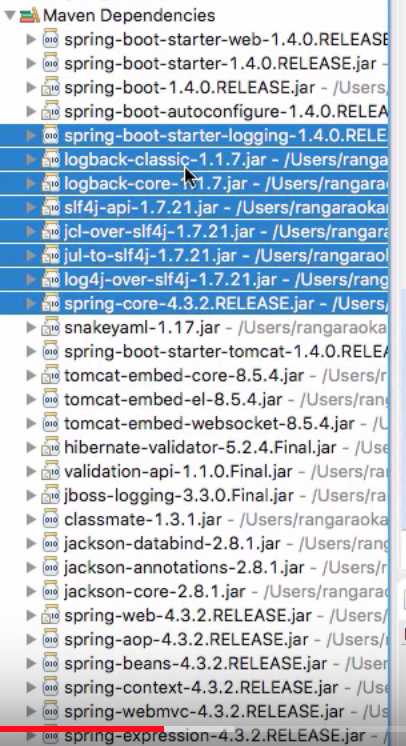 Maven Dependencies
spring-boot-starter-web-1.4.0.RELEASE
spring-boot-starter-1.4.0.RELEASE.jar -
spring-boot-1.4.0.RELEASE.jar - /Users/
spring-boot-autoconfigure-1.4.0.RELEA
spring-boot-starter-logging-1.4.0.RELE
logback-classic-1.1.7.jar - /Users/ranga
logback-core-1.1.7.jar - /Users/rangara
slf4j-api-1.7.21.jar - /Users/rangaraoka
jcl-over-slf4j-1.7.21.jar - /Users/rangar
jul-to-slf4j-1.7.21.jar - /Users/rangaraol
log4j-over-slf4j-1.7.21.jar - /Users/rang
spring-core-4.3.2.RELEASE.jar - /Users/
snakeyaml-1.17.jar - /Users/rangaraoka
spring-boot-starter-tomcat-1.4.0.RELEA
tomcat-embed-core-8.5.4.jar - /Users/r
tomcat-embed-el-8.5.4.jar - /Users/rang
tomcat-embed-websocket-8.5.4.jar - /U
hibernate-validator-5.2.4.Final.jar - /Use
validation-api-1.1.0.Final.jar - /Users/ra
jboss-logging-3.3.0.Final.jar - /Users/ra
classmate-1.3.1.jar - /Users/rangaraoka
jackson-databind-2.8.1.jar - /Users/rang
jackson-annotations-2.8.1.jar - /Users/r
jackson-core-2.8.1.jar - /Users/rangarao
spring-web-4.3.2.RELEASE.jar - /Users/
spring-aop-4.3.2.RELEASE.jar - /Users/
spring-beans-4.3.2.RELEASE.jar - /User
spring-context-4.3.2.RELEASE.jar - /Use
spring-webmvc-4.3.2.RELEASE.jar - /Us
spring-expression-4.3.2.RELEASE.jar - /